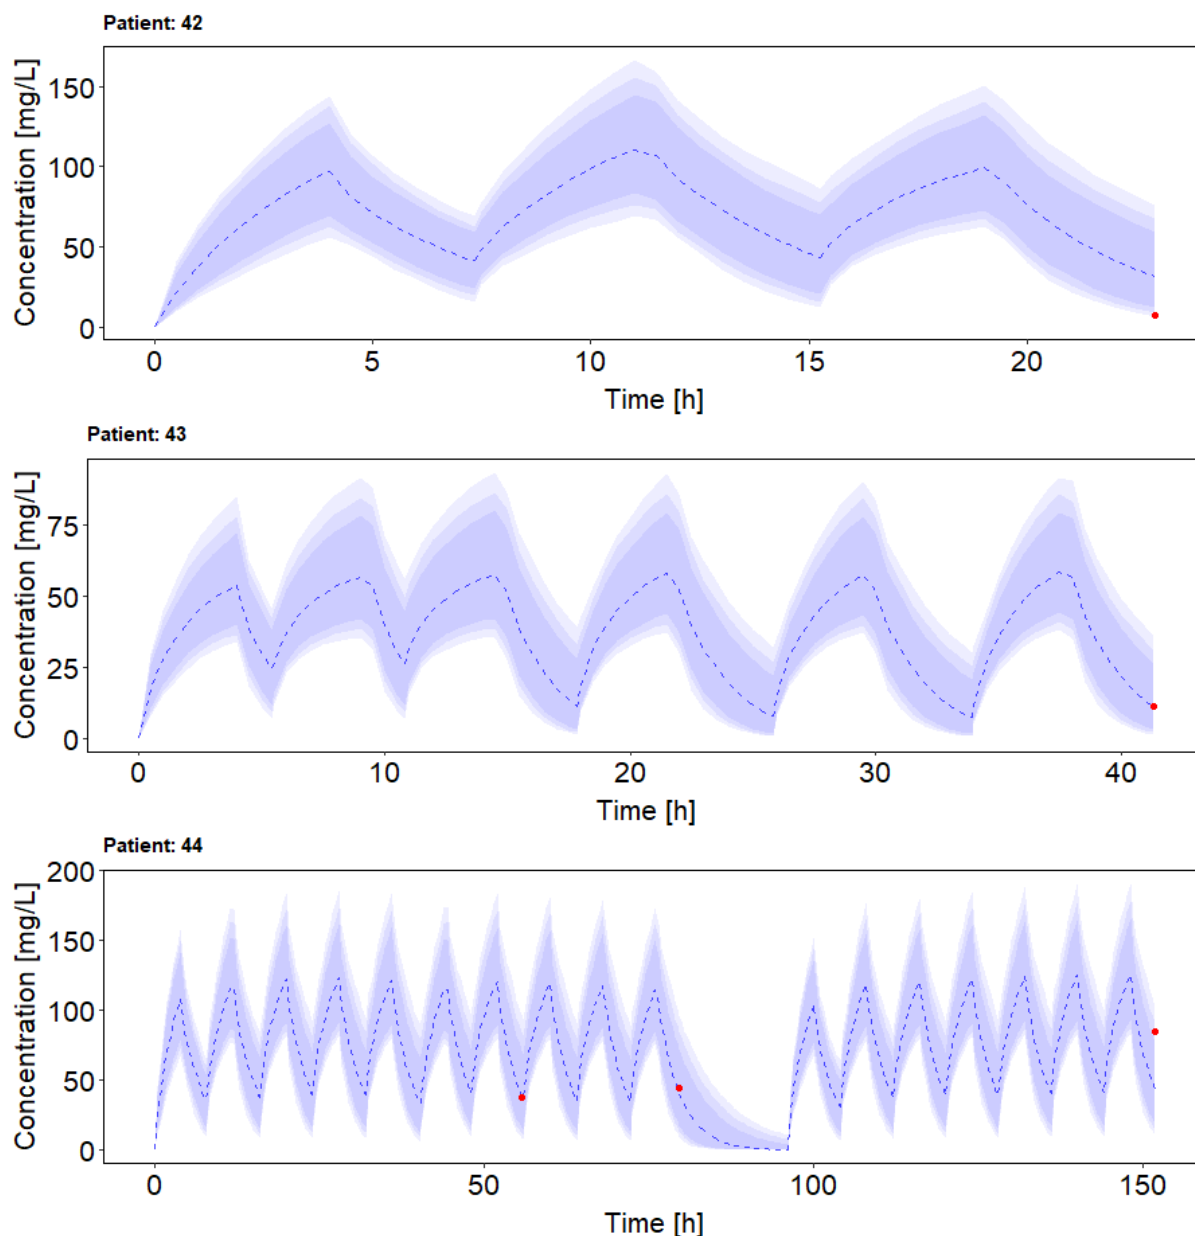 Patient: 42
Concentration [mg/L]
150
100
50
0
0 5 10 15 20
Time [h]
Patient: 43
Concentration [mg/L]
75
50
25
0
0 10 20 30 40
Time [h]
Patient: 44
Concentration [mg/L]
200
150
100
50
0
0 50 100 150
Time [h]